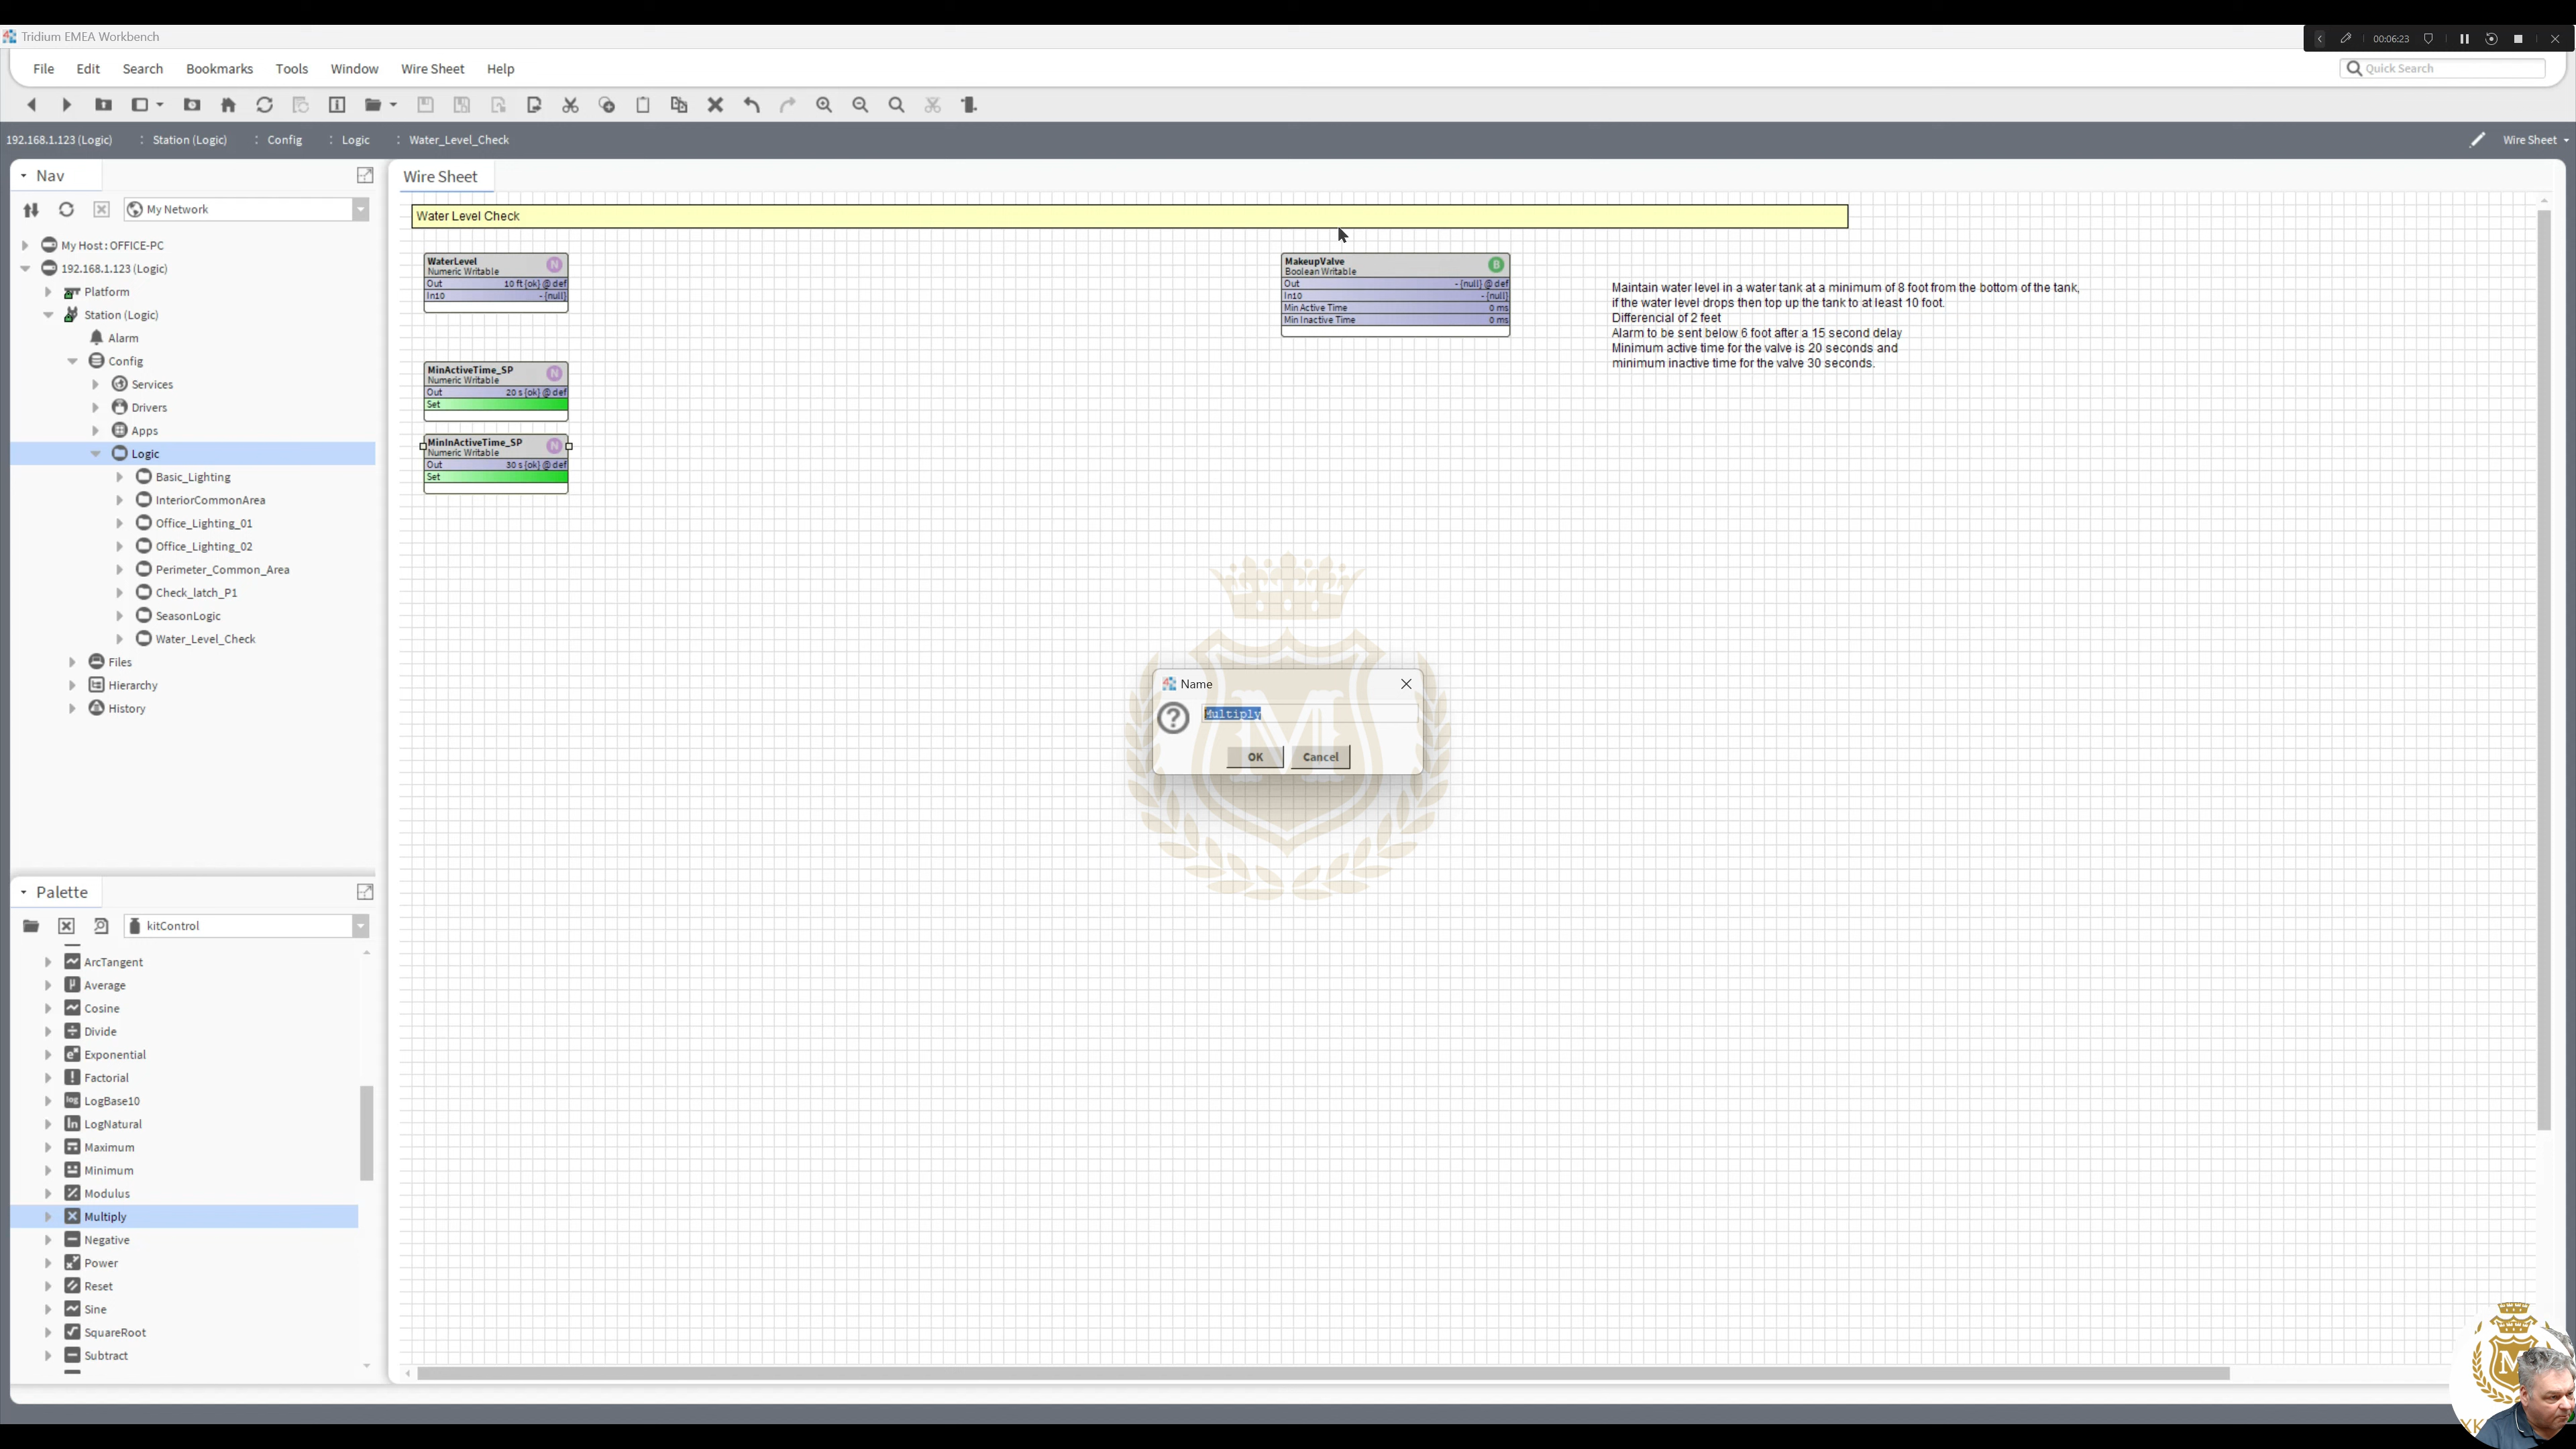 Tridium EMEA Workbench
00:06:23
File Edit Search Bookmarks Tools Window Wire Sheet Help
Quick Search
192.168.1.123 (Logic) : Station (Logic) : Config : Logic : Water_Level_Check
Wire Sheet
Nav
My Network
My Host : OFFICE-PC
192.168.1.123 (Logic)
Platform
Station (Logic)
Alarm
Config
Services
Drivers
Apps
Logic
Basic_Lighting
InteriorCommonArea
Office_Lighting_01
Office_Lighting_02
Perimeter_Common_Area
Check_latch_P1
SeasonLogic
Water_Level_Check
Files
Hierarchy
History
Palette
kitControl
ArcTangent
Average
Cosine
Divide
Exponential
Factorial
LogBase10
LogNatural
Maximum
Minimum
Modulus
Multiply
Negative
Power
Reset
Sine
SquareRoot
Subtract
Wire Sheet
Water Level Check
WaterLevel
Numeric Writable
N
Out 10 ft {ok} @ def
In10 - {null}
MinActiveTime_SP
Numeric Writable
N
Out 20 s {ok} @ def
Set
MinInActiveTime_SP
Numeric Writable
N
Out 30 s {ok} @ def
Set
MakeupValve
Boolean Writable
B
Out - {null} @ def
In10 - {null}
Min Active Time 0 ms
Min Inactive Time 0 ms
Maintain water level in a water tank at a minimum of 8 foot from the bottom of the tank,
if the water level drops then top up the tank to at least 10 foot.
Differencial of 2 feet
Alarm to be sent below 6 foot after a 15 second delay
Minimum active time for the valve is 20 seconds and
minimum inactive time for the valve 30 seconds.
Name
Multiply
OK Cancel
M